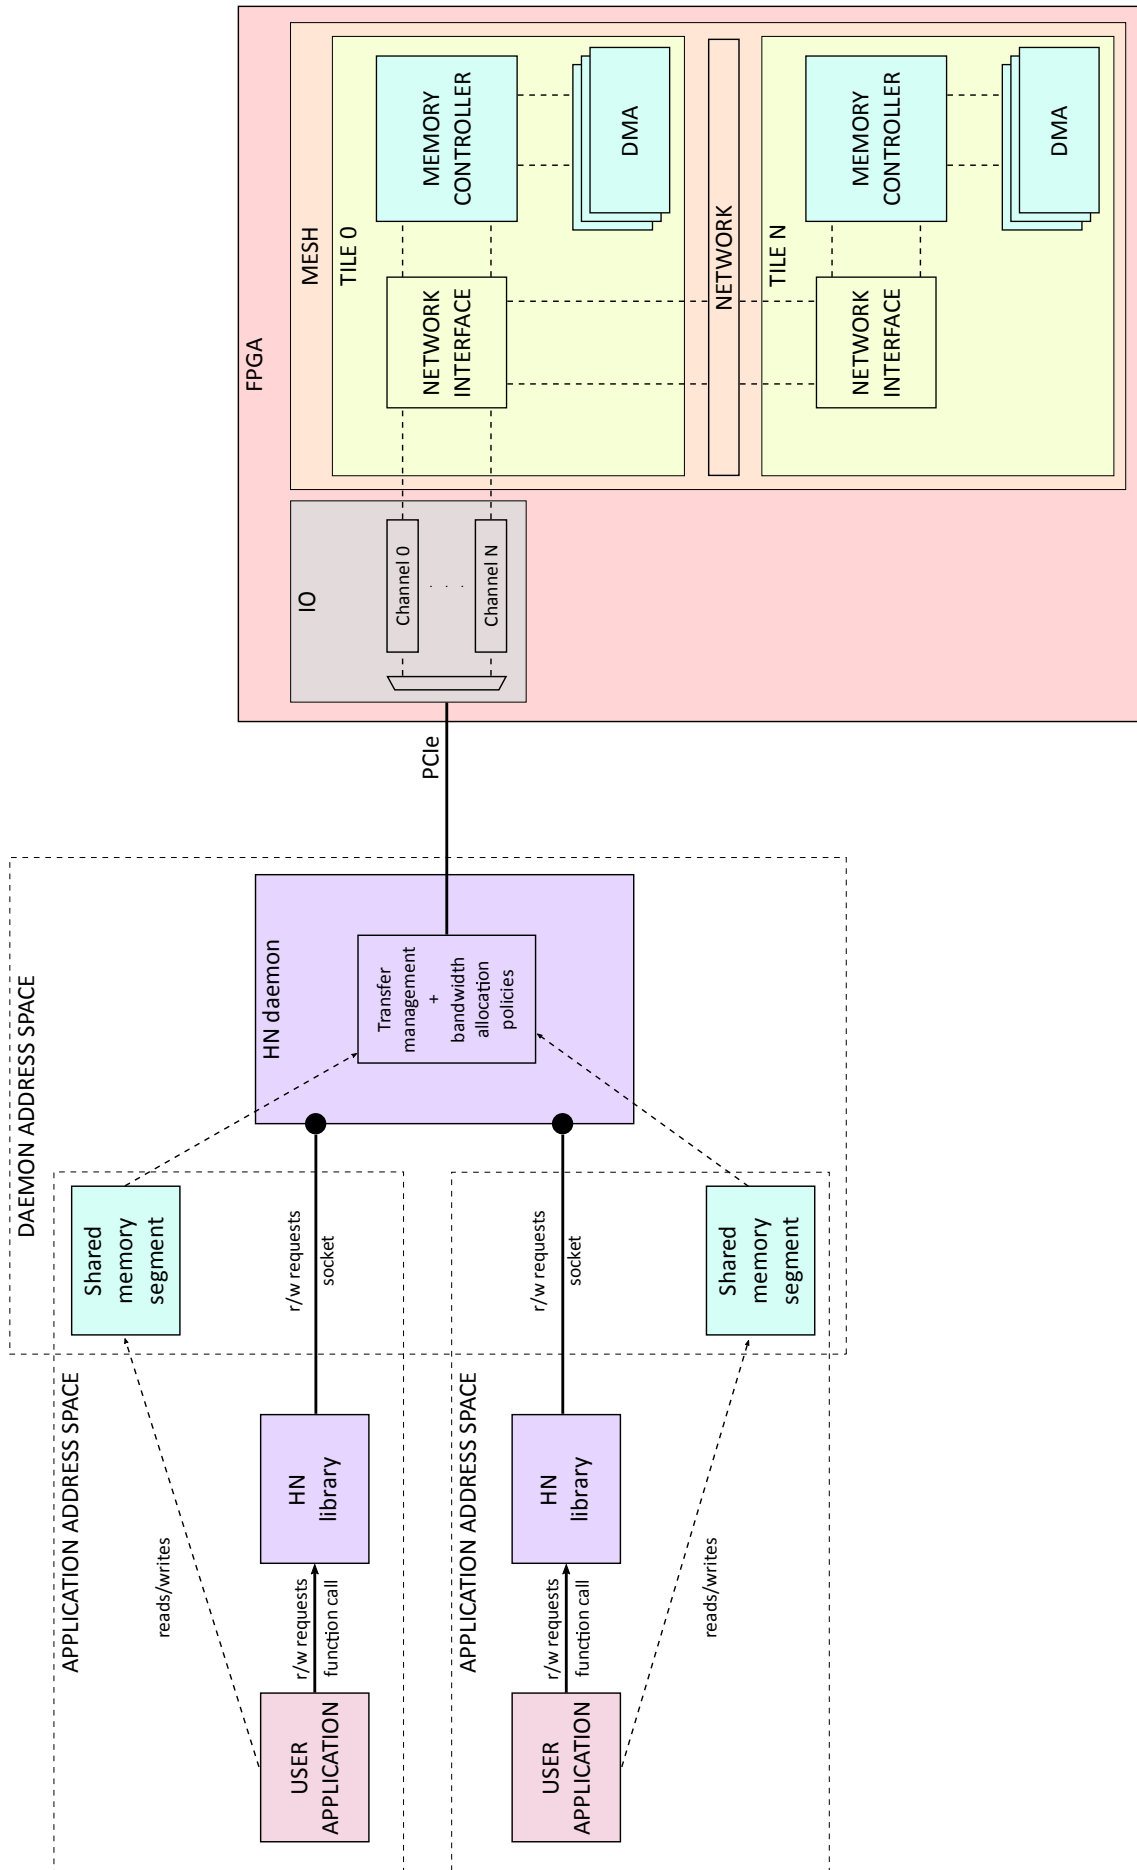 DAEMON ADDRESS SPACE
APPLICATION ADDRESS SPACE
Shared
memory
segment
reads/writes
USER
APPLICATION
r/w requests
function call
HN
library
r/w requests
socket
HN daemon
Transfer
management
+
bandwidth
allocation
policies
APPLICATION ADDRESS SPACE
USER
APPLICATION
r/w requests
function call
HN
library
r/w requests
socket
reads/writes
Shared
memory
segment
PCIe
FPGA
IO
Channel 0
. . .
Channel N
MESH
TILE 0
NETWORK
INTERFACE
MEMORY
CONTROLLER
DMA
NETWORK
TILE N
NETWORK
INTERFACE
MEMORY
CONTROLLER
DMA